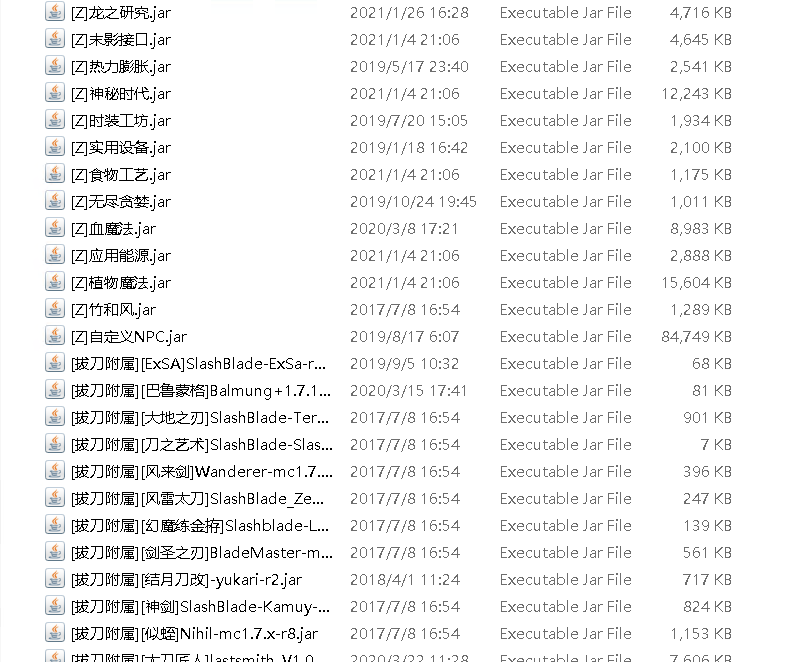 [Z]龙之研究.jar 2021/1/26 16:28 Executable Jar File 4,716 KB
[Z]末影接口.jar 2021/1/4 21:06 Executable Jar File 4,645 KB
[Z]热力膨胀.jar 2019/5/17 23:40 Executable Jar File 2,541 KB
[Z]神秘时代.jar 2021/1/4 21:06 Executable Jar File 12,243 KB
[Z]时装工坊.jar 2019/7/20 15:05 Executable Jar File 1,934 KB
[Z]实用设备.jar 2019/1/18 16:42 Executable Jar File 2,100 KB
[Z]食物工艺.jar 2021/1/4 21:06 Executable Jar File 1,175 KB
[Z]无尽贪婪.jar 2019/10/24 19:45 Executable Jar File 1,011 KB
[Z]血魔法.jar 2020/3/8 17:21 Executable Jar File 8,983 KB
[Z]应用能源.jar 2021/1/4 21:06 Executable Jar File 2,888 KB
[Z]植物魔法.jar 2021/1/4 21:06 Executable Jar File 15,604 KB
[Z]竹和风.jar 2017/7/8 16:54 Executable Jar File 1,289 KB
[Z]自定义NPC.jar 2019/8/17 6:07 Executable Jar File 84,749 KB
[拔刀附属][ExSA]SlashBlade-ExSa-r... 2019/9/5 10:32 Executable Jar File 68 KB
[拔刀附属][巴鲁蒙格]Balmung+1.7.1... 2020/3/15 17:41 Executable Jar File 81 KB
[拔刀附属][大地之刃]SlashBlade-Ter... 2017/7/8 16:54 Executable Jar File 901 KB
[拔刀附属][刀之艺术]SlashBlade-Slas... 2017/7/8 16:54 Executable Jar File 7 KB
[拔刀附属][风来剑]Wanderer-mc1.7.... 2017/7/8 16:54 Executable Jar File 396 KB
[拔刀附属][风雷太刀]SlashBlade_Ze... 2017/7/8 16:54 Executable Jar File 247 KB
[拔刀附属][幻魔练金搾]Slashblade-L... 2017/7/8 16:54 Executable Jar File 139 KB
[拔刀附属][剑圣之刃]BladeMaster-m... 2017/7/8 16:54 Executable Jar File 561 KB
[拔刀附属][结月刀改]-yukari-r2.jar 2018/4/1 11:24 Executable Jar File 717 KB
[拔刀附属][神剑]SlashBlade-Kamuy-... 2017/7/8 16:54 Executable Jar File 824 KB
[拔刀附属][似蛭]Nihil-mc1.7.x-r8.jar 2017/7/8 16:54 Executable Jar File 1,153 KB
[拔刀附属][太刀匠人]lastsmith_V1.0... 2020/3/22 11:28 Executable Jar File 7,606 KB